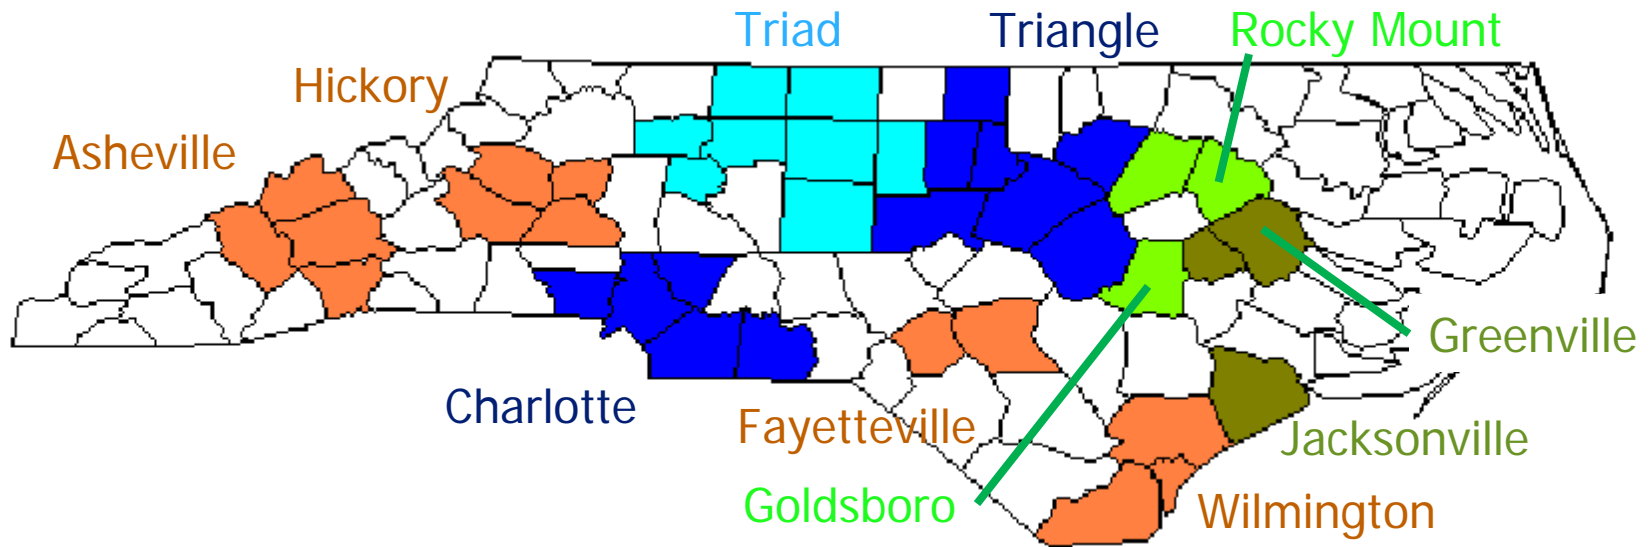 Triad
Triangle
Rocky Mount
Hickory
Asheville
Greenville
Charlotte
Fayetteville
Jacksonville
Goldsboro
Wilmington